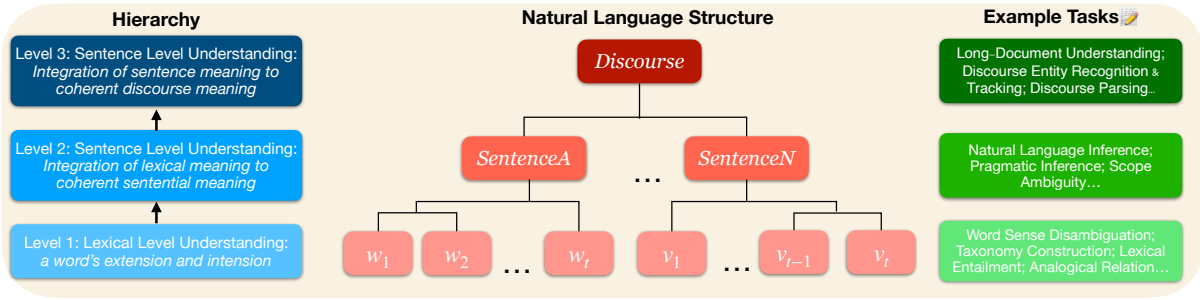 Hierarchy
Level 3: Sentence Level Understanding:
Integration of sentence meaning to
coherent discourse meaning
Level 2: Sentence Level Understanding:
Integration of lexical meaning to
coherent sentential meaning
Level 1: Lexical Level Understanding:
a word's extension and intension
Natural Language Structure
Discourse
SentenceA
...
SentenceN
w₁
w₂
...
wₜ
v₁
...
vₜ₋₁
vₜ
Example Tasks📝
Long-Document Understanding;
Discourse Entity Recognition &
Tracking; Discourse Parsing…
Natural Language Inference;
Pragmatic Inference; Scope
Ambiguity…
Word Sense Disambiguation;
Taxonomy Construction; Lexical
Entailment; Analogical Relation…